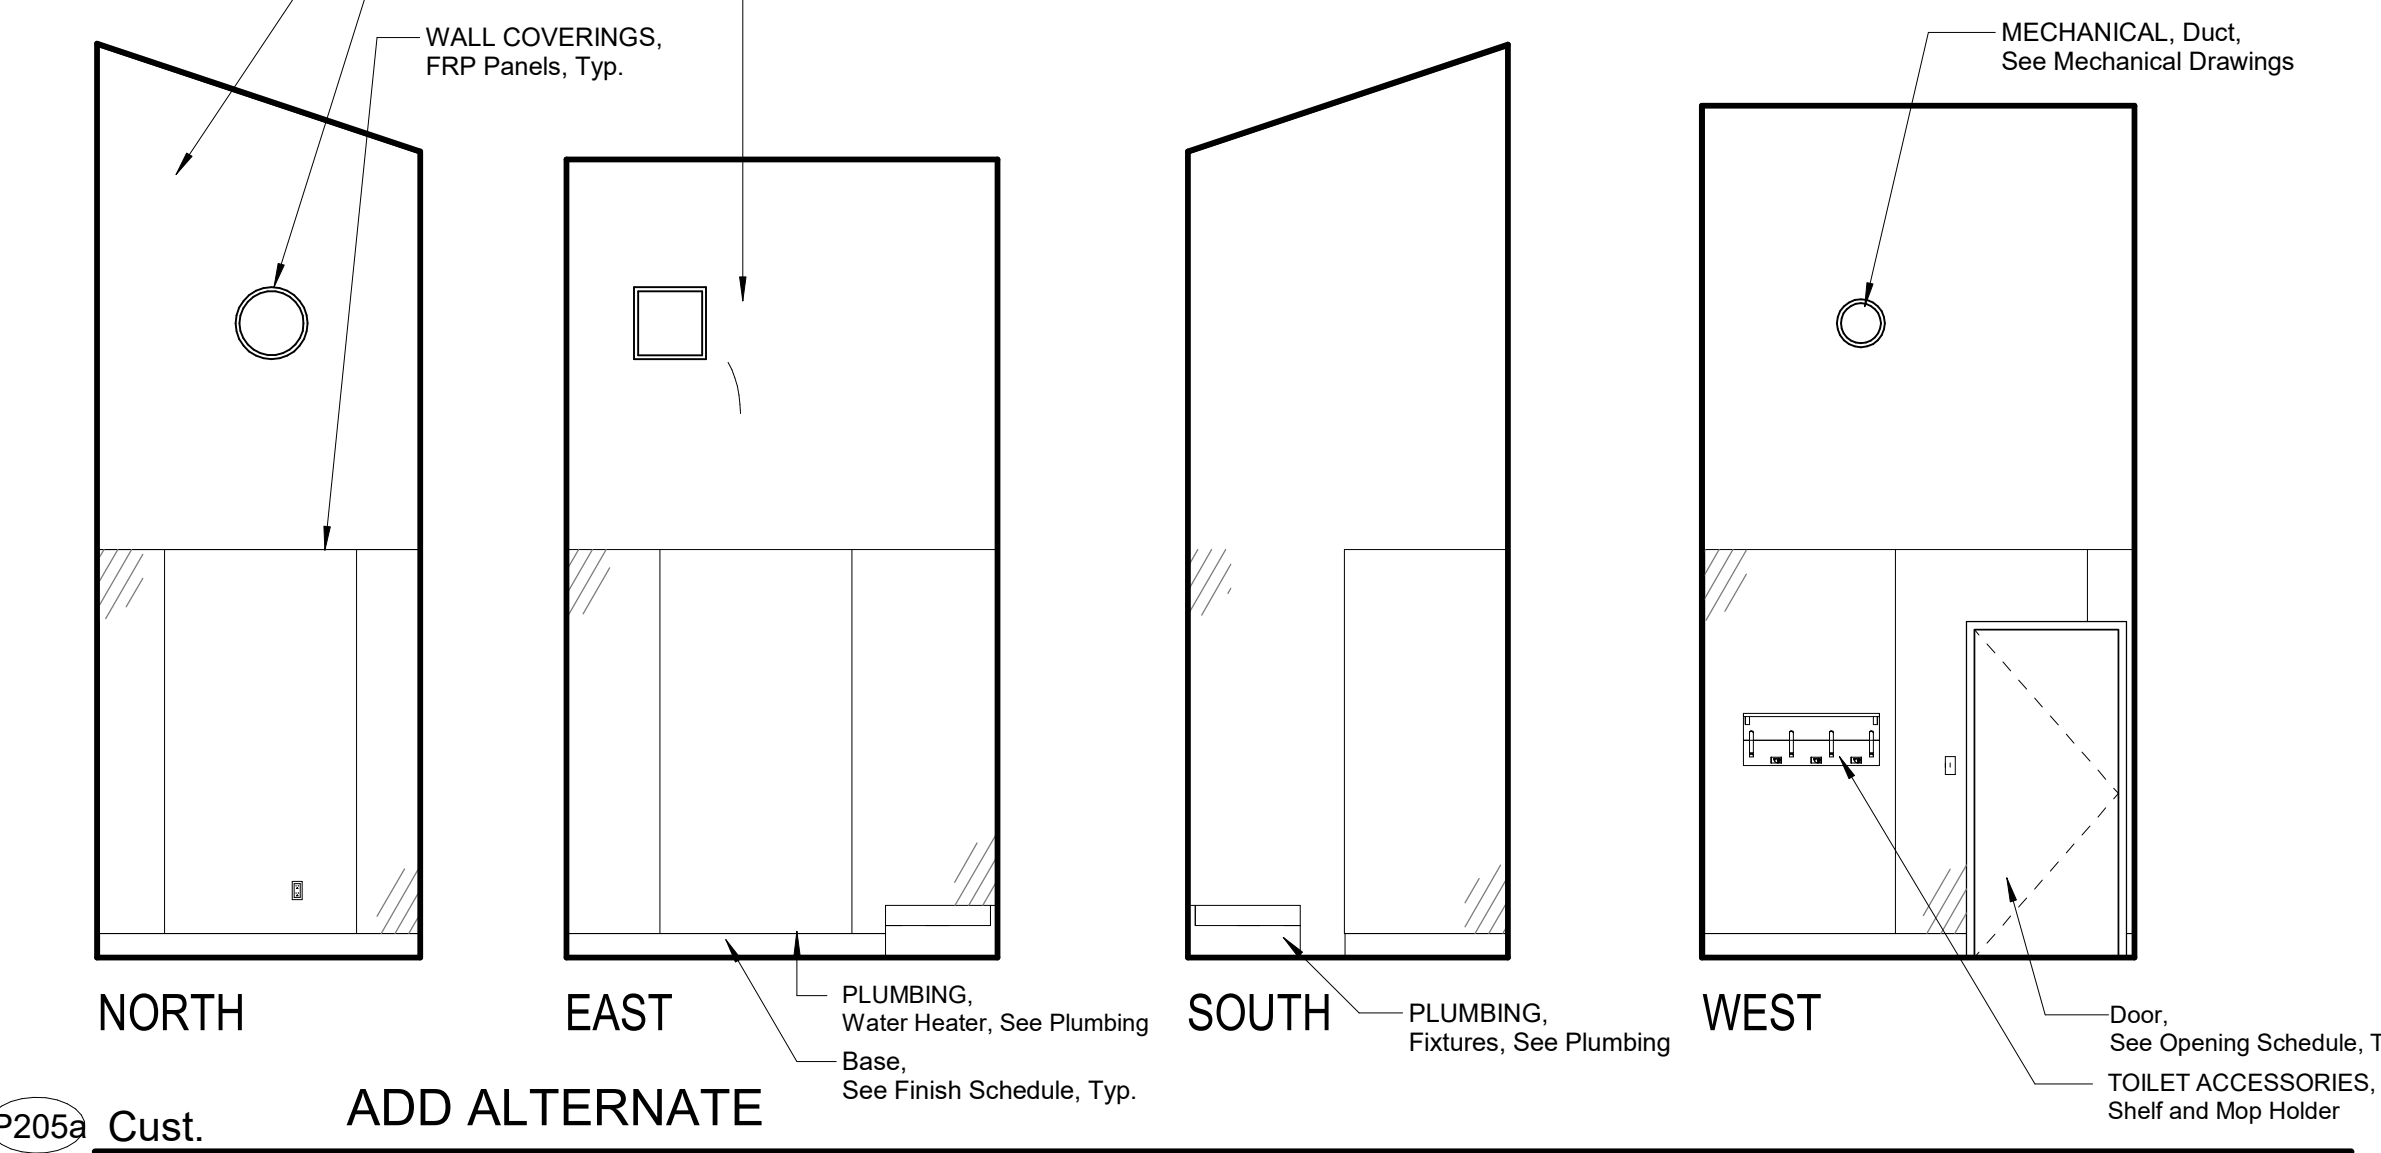 WALL COVERINGS,
FRP Panels, Typ.
MECHANICAL, Duct,
See Mechanical Drawings
NORTH
EAST
SOUTH
WEST
PLUMBING,
Water Heater, See Plumbing
Base,
See Finish Schedule, Typ.
PLUMBING,
Fixtures, See Plumbing
Door,
See Opening Schedule, T
TOILET ACCESSORIES,
Shelf and Mop Holder
P205a Cust.
ADD ALTERNATE